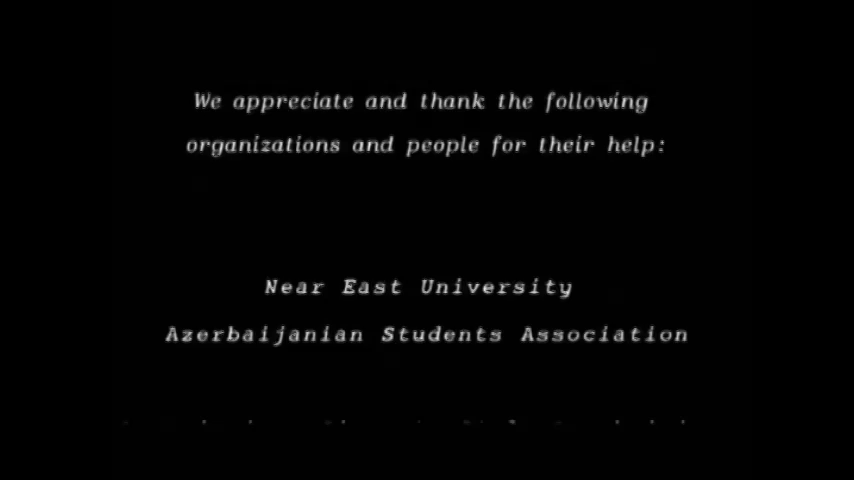 We appreciate and thank the following
organizations and people for their help:
Near East University
Azerbaijanian Students Association